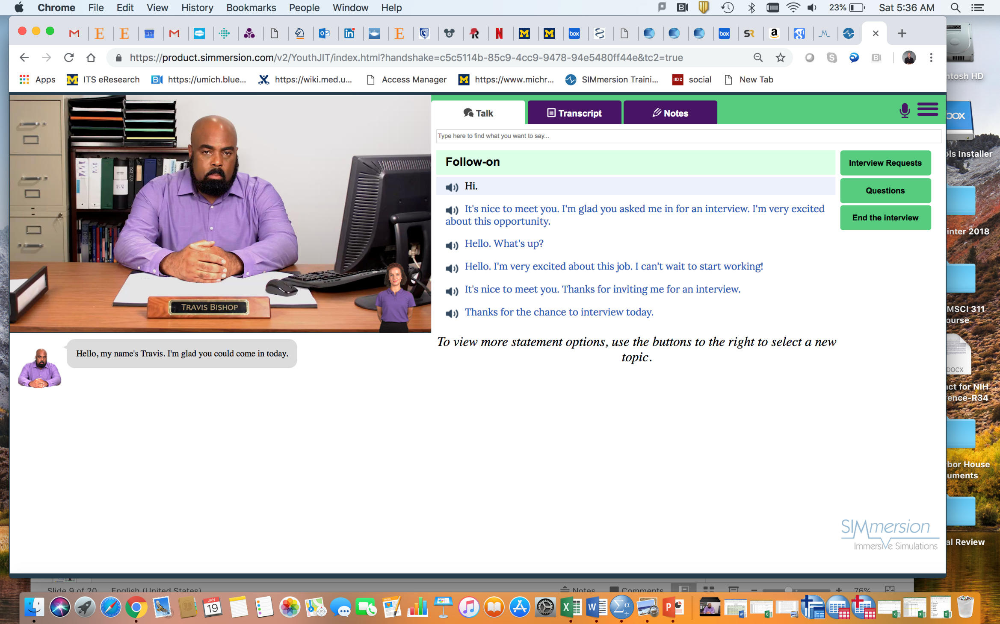 Chrome File Edit View History Bookmarks People Window Help 23% Sat 5:36 AM
https://product.simmersion.com/v2/YouthJIT/index.html?handshake=c5c5114b-85c9-4cc9-9478-94e5480ff44e&tc2=true
Apps ITS eResearch https://umich.blue... https://wiki.med.u... Access Manager https://www.michr... SIMmersion Traini... social New Tab
Talk Transcript Notes
Type here to find what you want to say...
Follow-on
Hi.
It's nice to meet you. I'm glad you asked me in for an interview. I'm very excited
about this opportunity.
Hello. What's up?
Hello. I'm very excited about this job. I can't wait to start working!
It's nice to meet you. Thanks for inviting me for an interview.
Thanks for the chance to interview today.
To view more statement options, use the buttons to the right to select a new
topic.
Interview Requests
Questions
End the interview
TRAVIS BISHOP
Hello, my name's Travis. I'm glad you could come in today.
SIMmersion
Immersive Simulations
ntosh HD
box
ols Installer
inter 2018
MSCI 311
ourse
DOCX
act for NIH
rence-R34
bor House
uments
al Review
Slide 9 of 20 English (United States) Notes Comments 76%
JAN
19